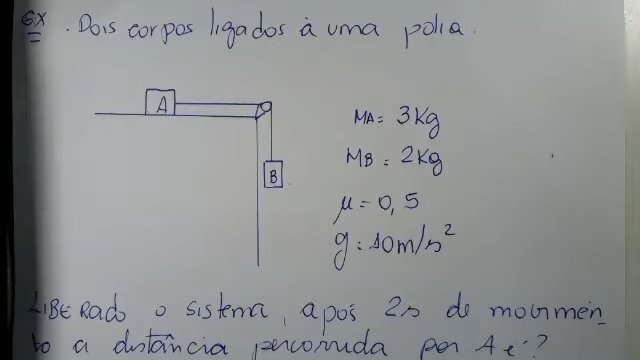 Ex. Dois corpos ligados à uma polia.
A
B
MA = 3Kg
MB = 2Kg
μ = 0,5
g = 10m/s²
LIBERADO o sistema, após 2s de movimen-
to a distância percorrida por A é?